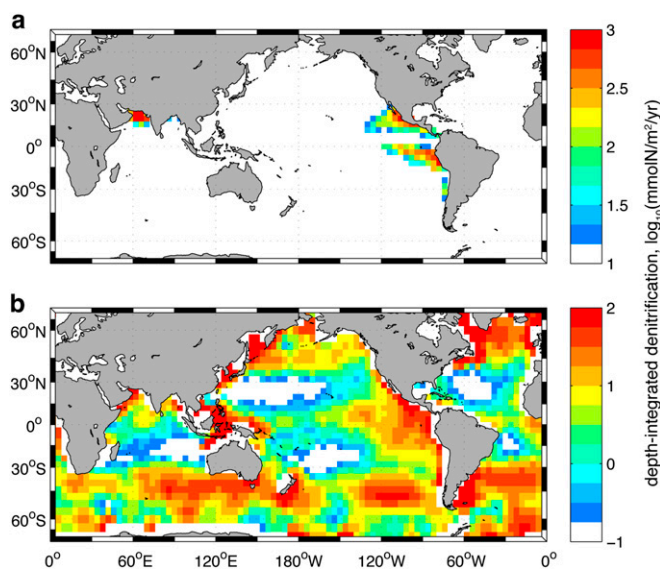 a
60°N
30°N
0°
30°S
60°S
3
2.5
2
1.5
1
b
60°N
30°N
0°
30°S
60°S
0°
60°E
120°E
180°W
120°W
60°W
0°
2
1
0
−1
depth-integrated denitrification, log10(mmolN/m²/yr)